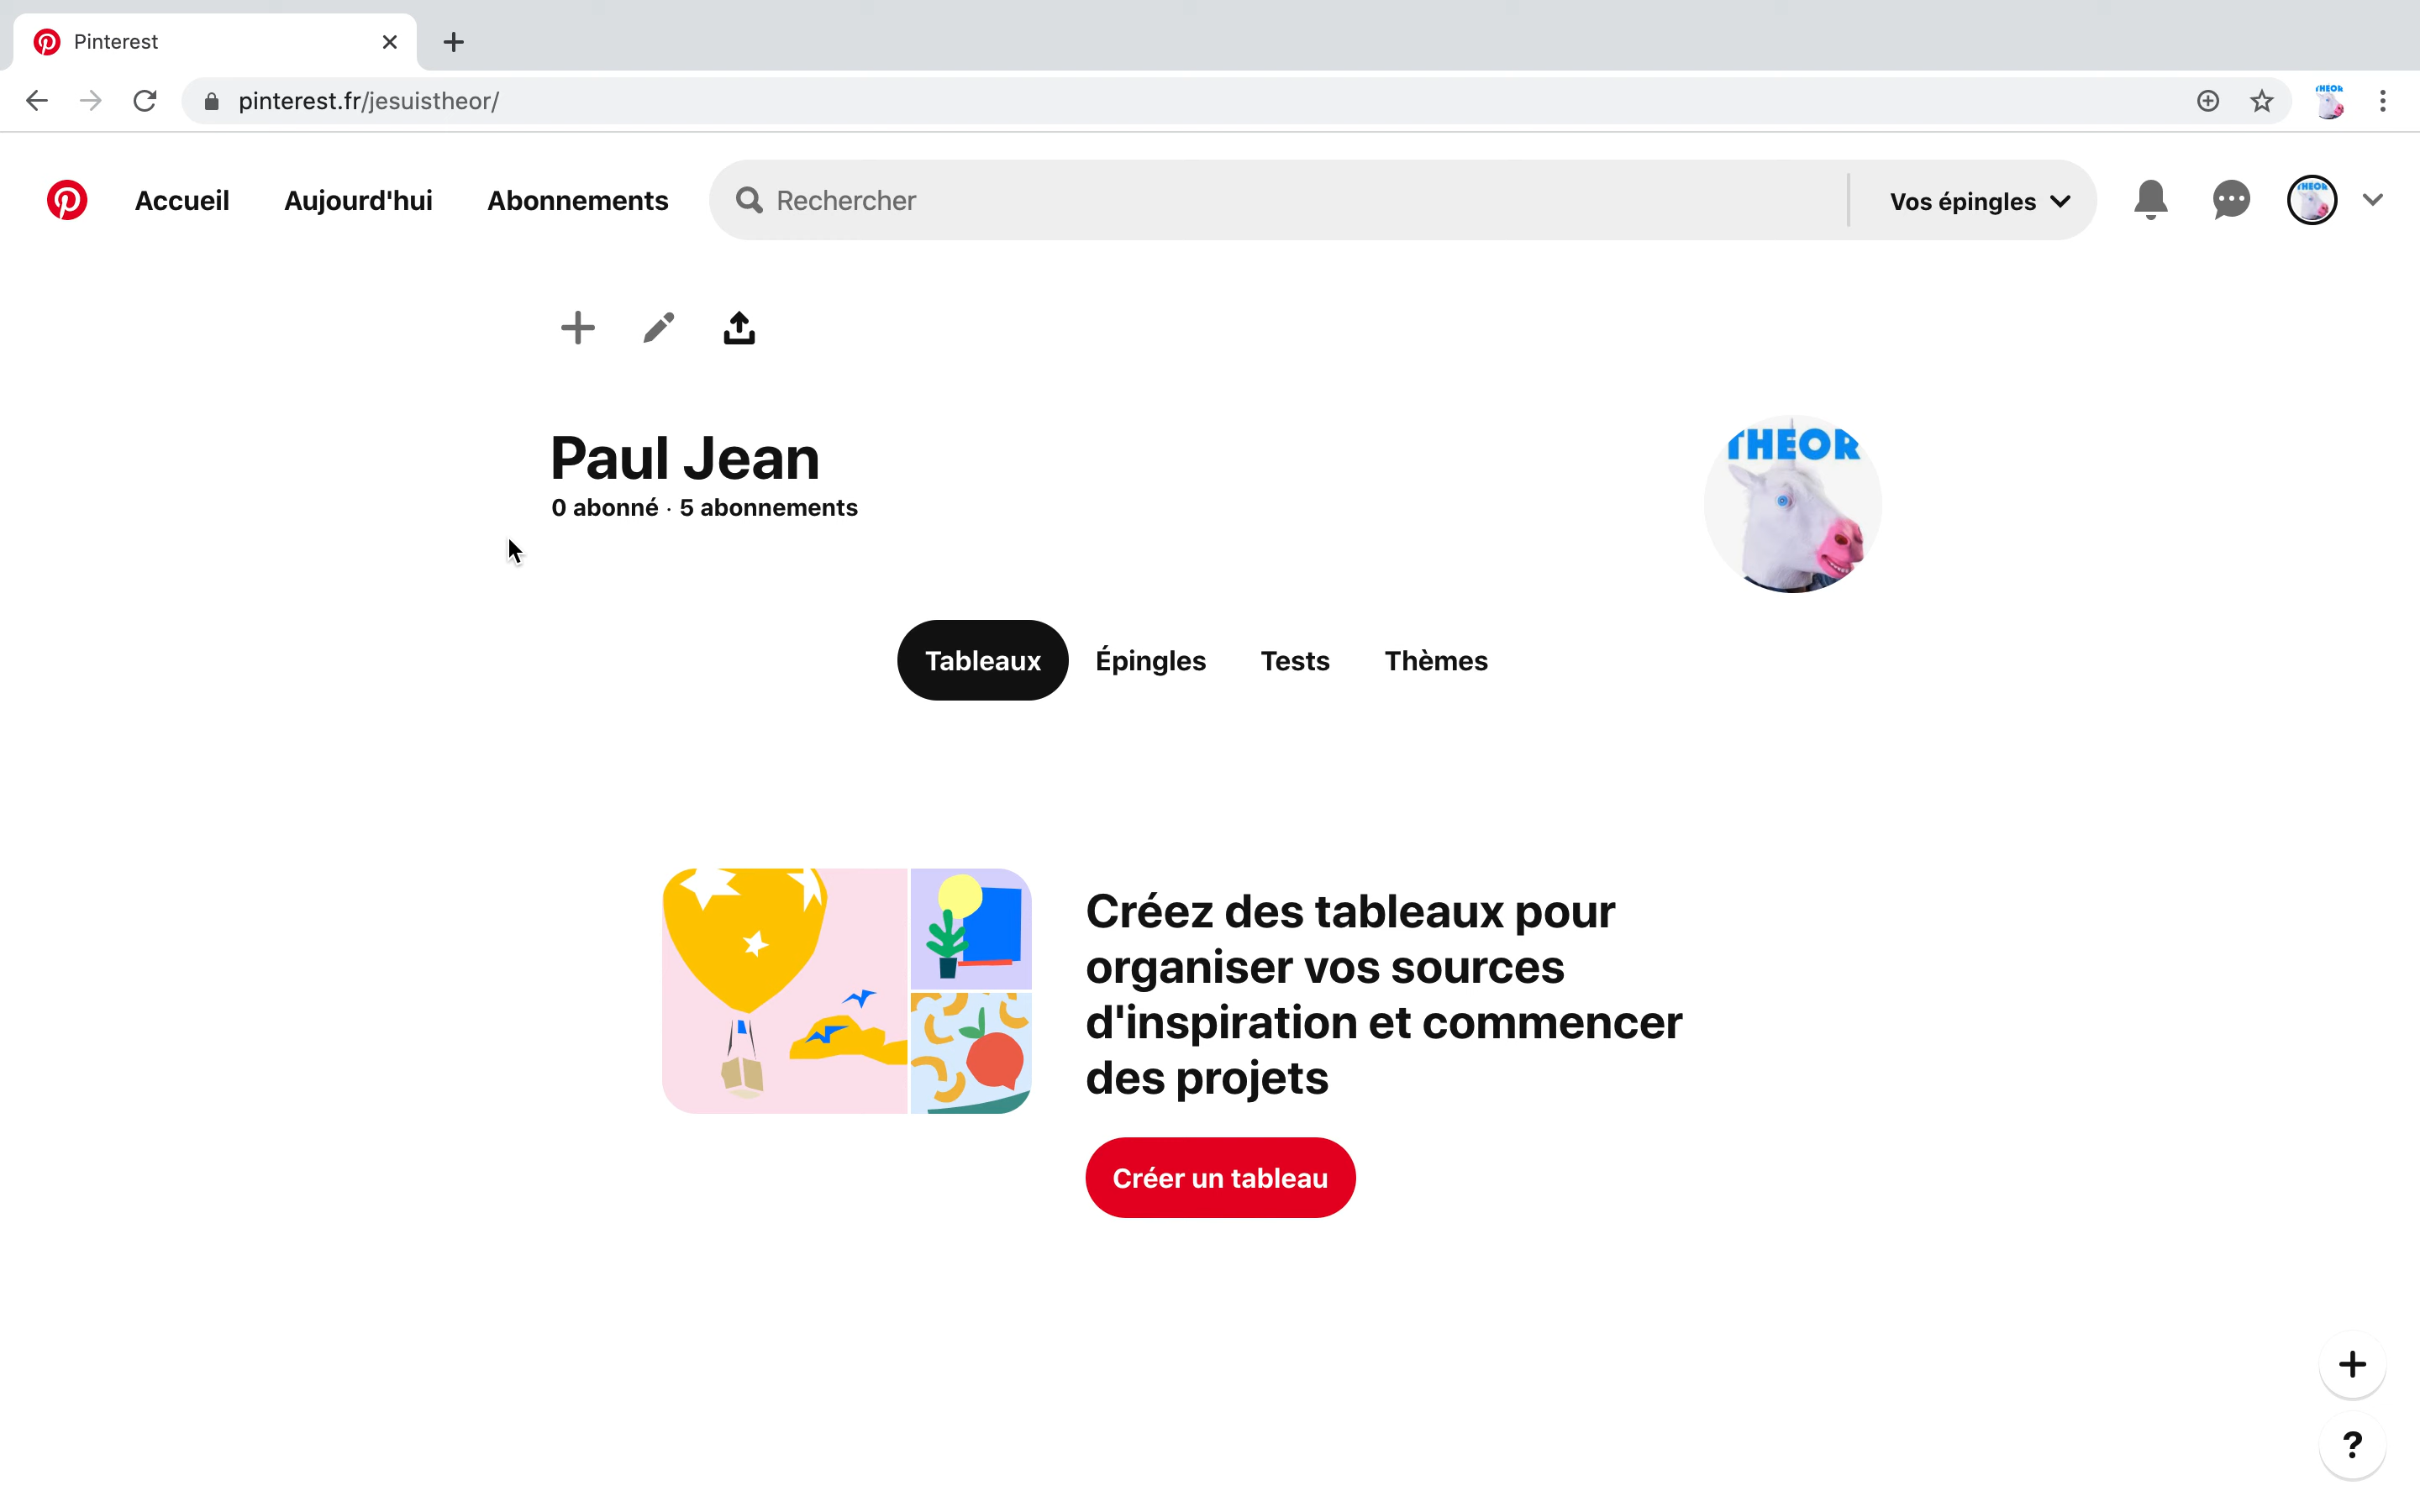 Pinterest
pinterest.fr/jesuistheor/
Accueil
Aujourd'hui
Abonnements
Rechercher
Vos épingles
Paul Jean
0 abonné · 5 abonnements
THEOR
Tableaux
Épingles
Tests
Thèmes
Créez des tableaux pour
organiser vos sources
d'inspiration et commencer
des projets
Créer un tableau
?